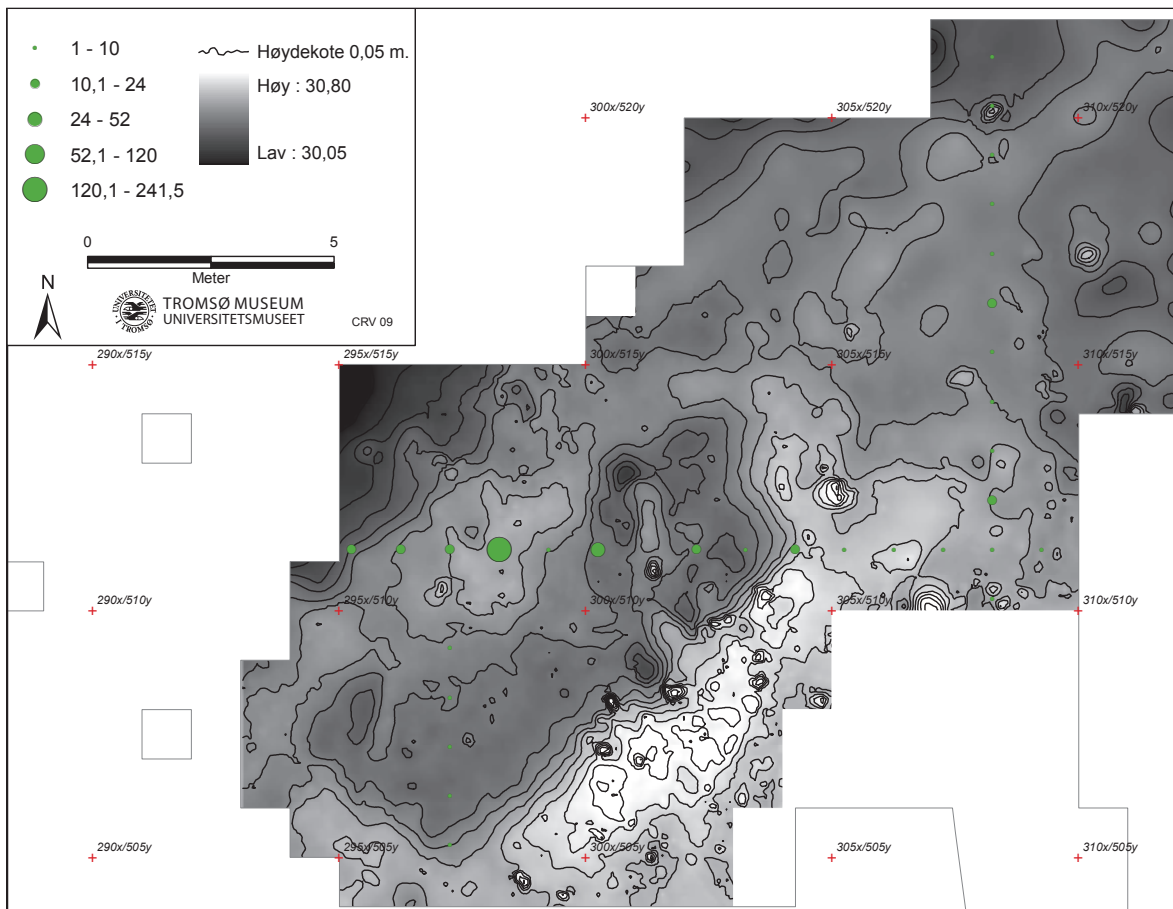 1 - 10
10,1 - 24
24 - 52
52,1 - 120
120,1 - 241,5
Høydekote 0,05 m.
Høy : 30,80
Lav : 30,05
0 5
Meter
N
UNIVERSITETET I TROMSØ
TROMSØ MUSEUM
UNIVERSITETSMUSEET
CRV 09
300x/520y 305x/520y 310x/520y
290x/515y 295x/515y 300x/515y 305x/515y 310x/515y
290x/510y 295x/510y 300x/510y 305x/510y 310x/510y
290x/505y 295x/505y 300x/505y 305x/505y 310x/505y